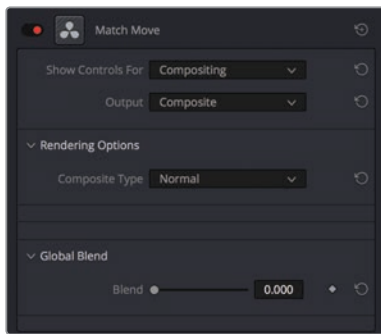 Match Move
Show Controls For Compositing
Output Composite
Rendering Options
Composite Type Normal
Global Blend
Blend 0.000